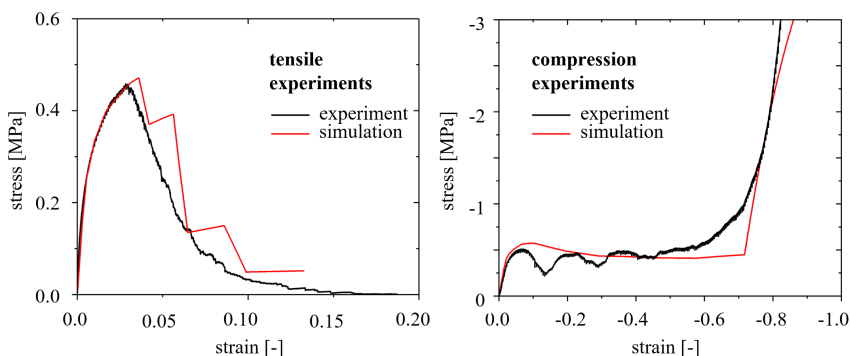 0.6
0.4
0.2
0.0
stress [MPa]
tensile
experiments
experiment
simulation
0.0
0.05
0.10
0.15
0.20
strain [-]
-3
-2
-1
0
stress [MPa]
compression
experiments
experiment
simulation
0.0
-0.2
-0.4
-0.6
-0.8
-1.0
strain [-]